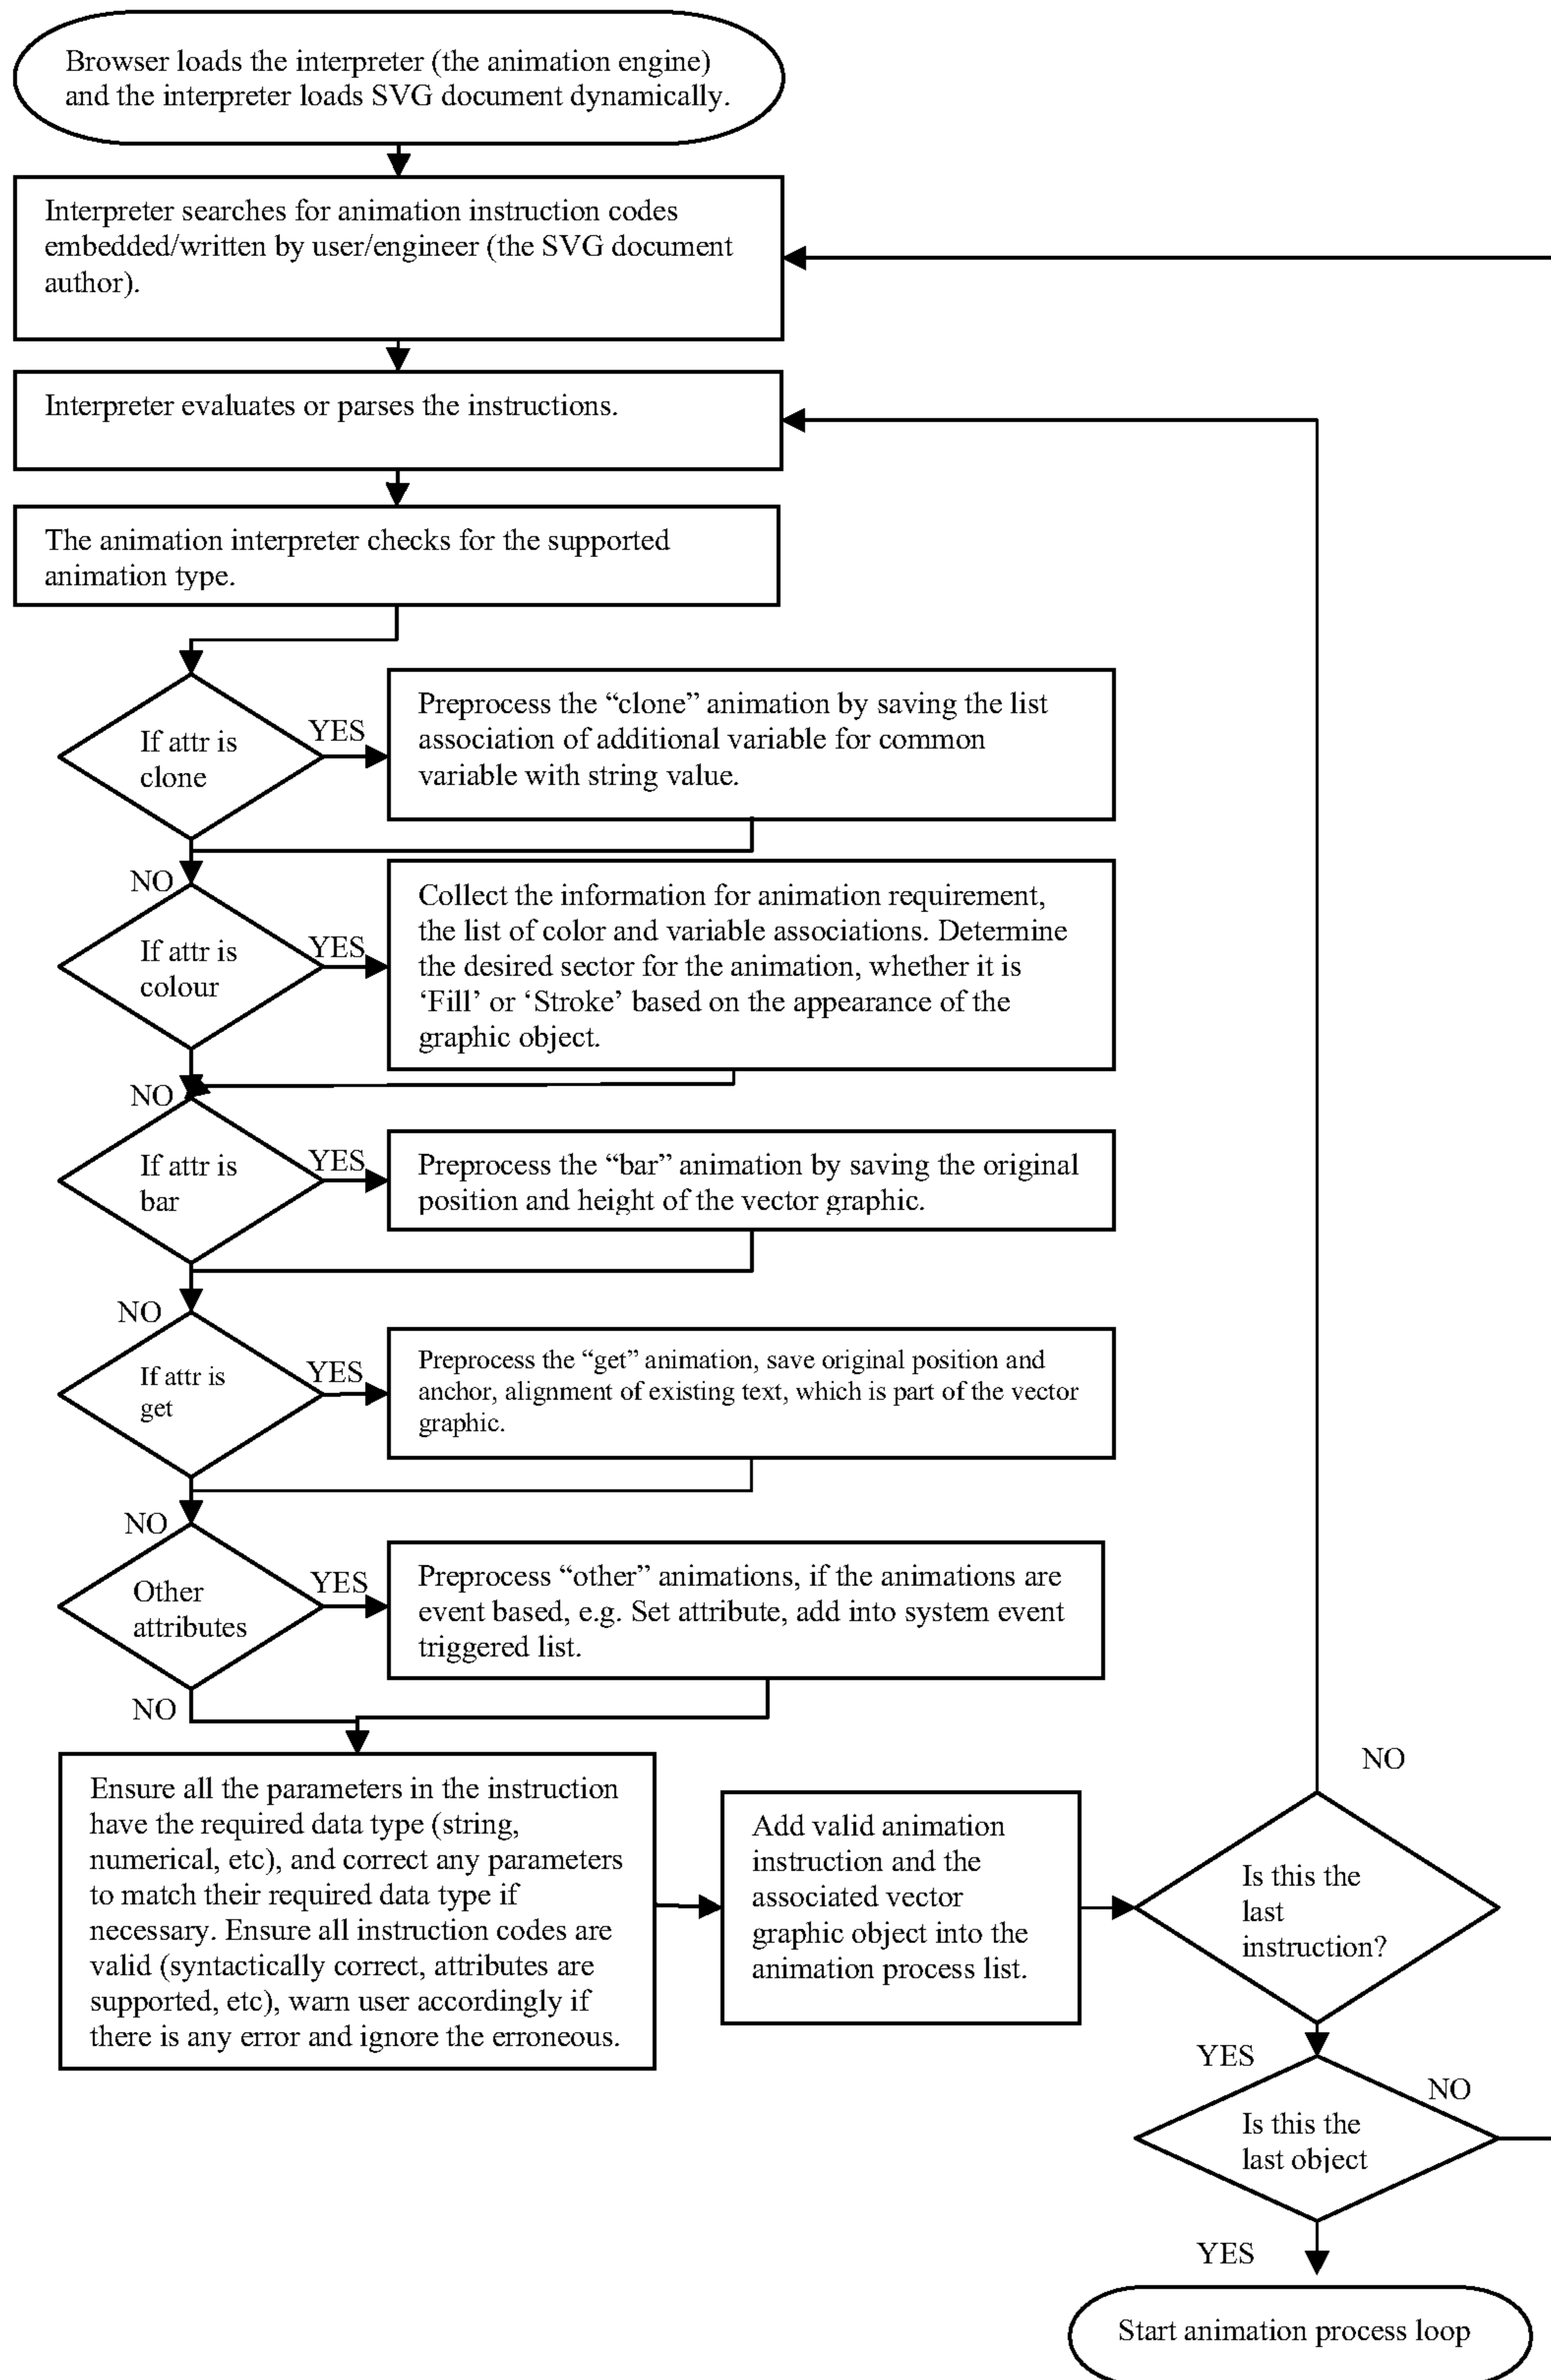 Browser loads the interpreter (the animation engine)
and the interpreter loads SVG document dynamically.
Interpreter searches for animation instruction codes
embedded/written by user/engineer (the SVG document
author).
Interpreter evaluates or parses the instructions.
The animation interpreter checks for the supported
animation type.
If attr is
clone
YES
Preprocess the “clone” animation by saving the list
association of additional variable for common
variable with string value.
NO
If attr is
colour
YES
Collect the information for animation requirement,
the list of color and variable associations. Determine
the desired sector for the animation, whether it is
‘Fill’ or ‘Stroke’ based on the appearance of the
graphic object.
NO
If attr is
bar
YES
Preprocess the “bar” animation by saving the original
position and height of the vector graphic.
NO
If attr is
get
YES
Preprocess the “get” animation, save original position and
anchor, alignment of existing text, which is part of the vector
graphic.
NO
Other
attributes
YES
Preprocess “other” animations, if the animations are
event based, e.g. Set attribute, add into system event
triggered list.
NO
Ensure all the parameters in the instruction
have the required data type (string,
numerical, etc), and correct any parameters
to match their required data type if
necessary. Ensure all instruction codes are
valid (syntactically correct, attributes are
supported, etc), warn user accordingly if
there is any error and ignore the erroneous.
Add valid animation
instruction and the
associated vector
graphic object into the
animation process list.
NO
Is this the
last
instruction?
YES
NO
Is this the
last object
YES
Start animation process loop